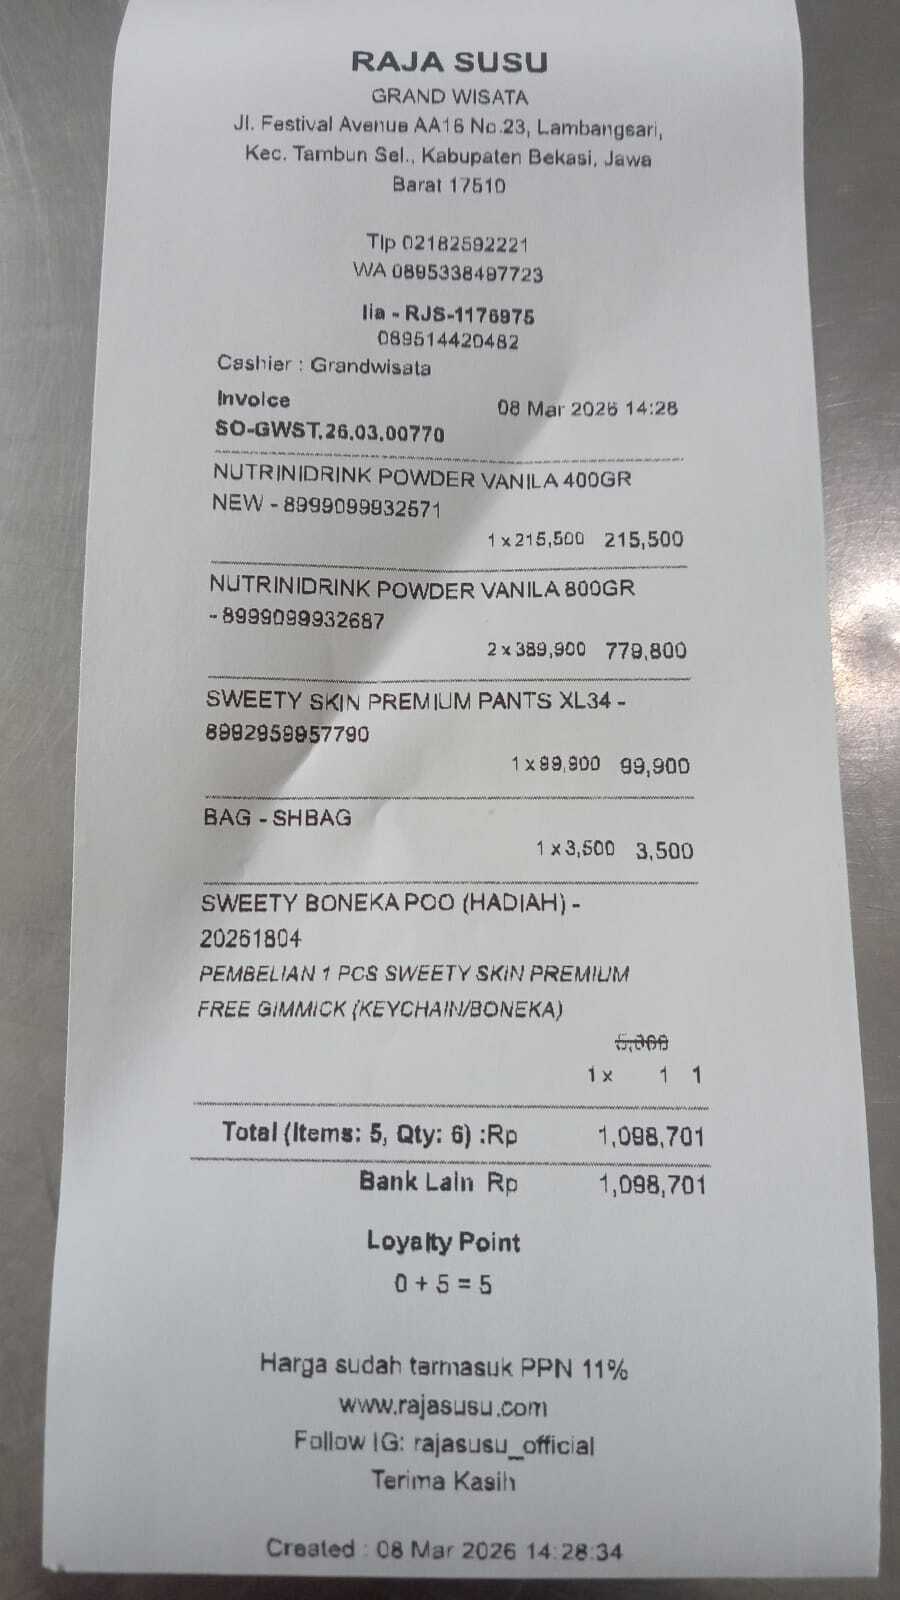 RAJA SUSU
GRAND WISATA
Jl. Festival Avenue AA16 No.23, Lambangsari,
Kec. Tambun Sel., Kabupaten Bekasi, Jawa
Barat 17510
Tlp 02182592221
WA 0895338497723
lia - RJS-1176975
089514420482
Cashier : Grandwisata
Invoice 08 Mar 2026 14:28
SO-GWST.26.03.00770
NUTRINIDRINK POWDER VANILA 400GR
NEW - 8999099932571
1 x 215,500 215,500
NUTRINIDRINK POWDER VANILA 800GR
- 8999099932687
2 x 389,900 779,800
SWEETY SKIN PREMIUM PANTS XL34 -
8992959957790
1 x 99,900 99,900
BAG - SHBAG
1 x 3,500 3,500
SWEETY BONEKA POO (HADIAH) -
20261804
PEMBELIAN 1 PCS SWEETY SKIN PREMIUM
FREE GIMMICK (KEYCHAIN/BONEKA)
1 x 1 1
Total (Items: 5, Qty: 6) :Rp 1,098,701
Bank Lain Rp 1,098,701
Loyalty Point
0 + 5 = 5
Harga sudah termasuk PPN 11%
www.rajasusu.com
Follow IG: rajasusu_official
Terima Kasih
Created : 08 Mar 2026 14:28:34